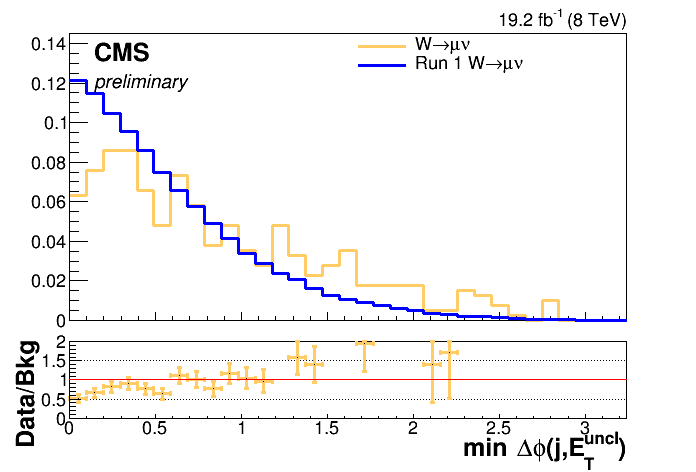 19.2 fb⁻¹ (8 TeV)
0.14
CMS
W→μν
Run 1 W→μν
preliminary
0.12
0.1
0.08
0.06
0.04
0.02
0
Data/Bkg
2
1.5
1
0.5
0
0 0.5 1 1.5 2 2.5 3
min Δϕ(j,E_T^uncl)